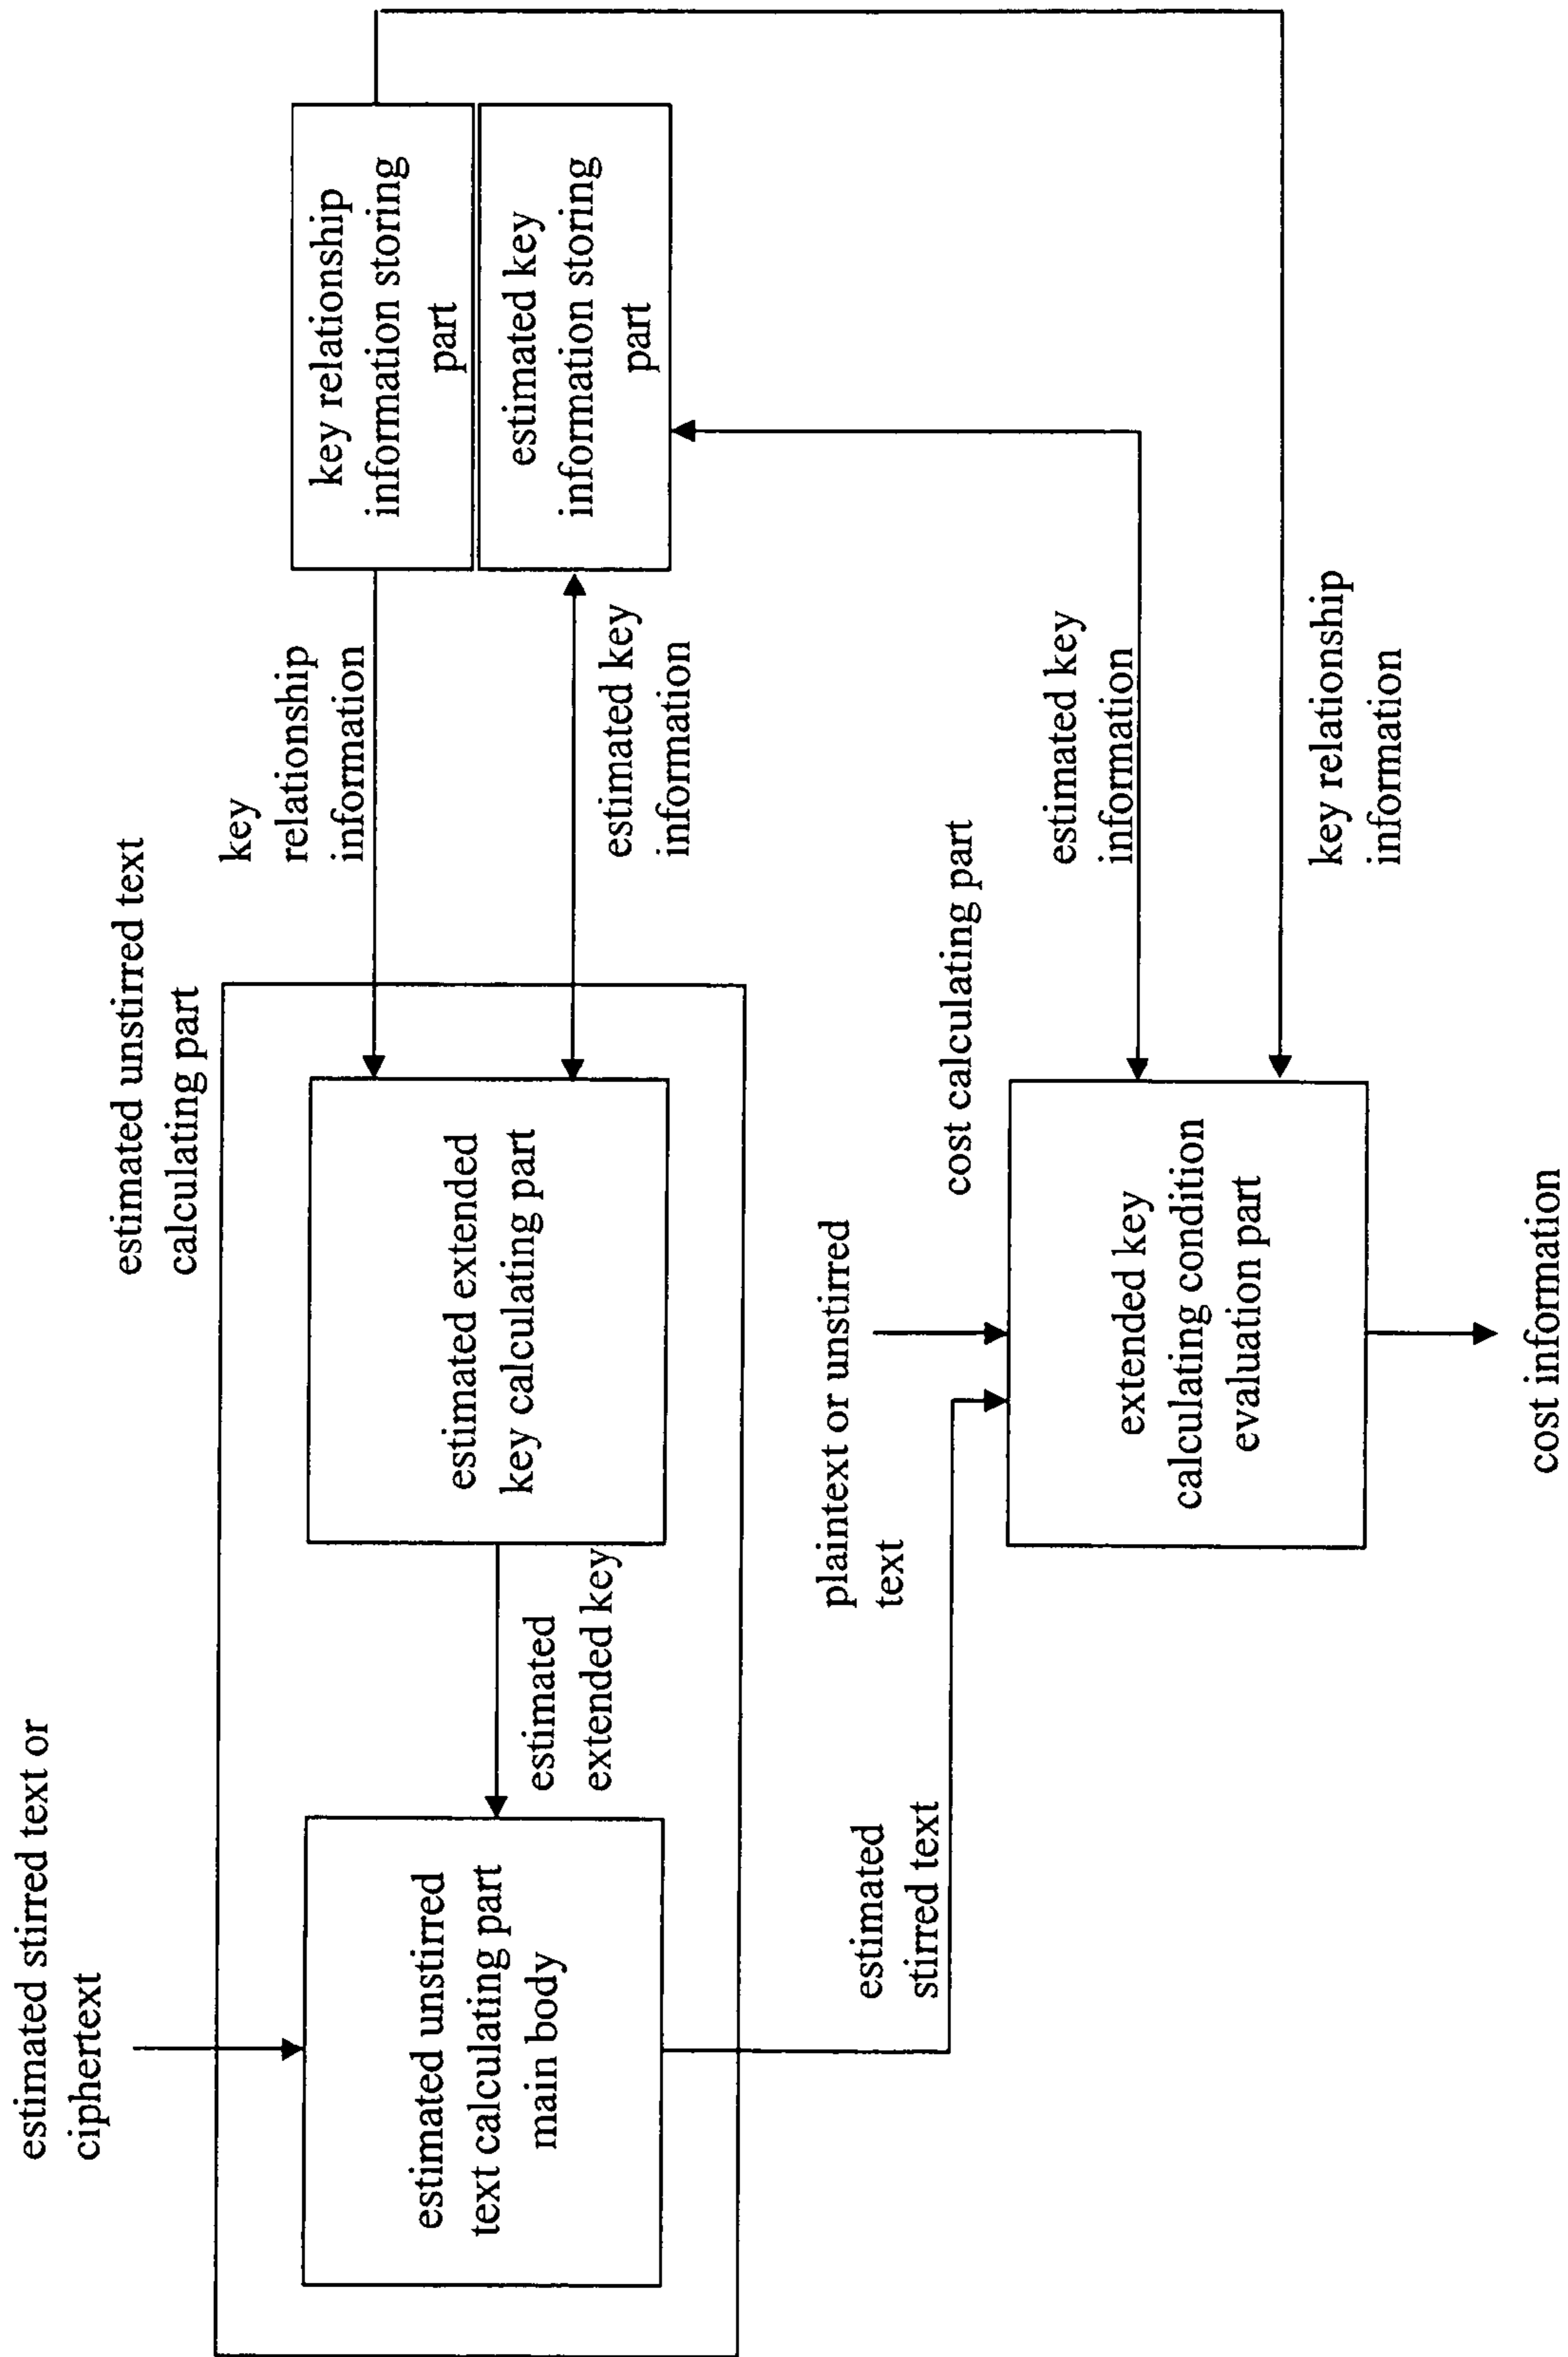 estimated stirred text or
ciphertext
estimated unstirred text
calculating part
estimated unstirred
text calculating part
main body
estimated
extended key
estimated extended
key calculating part
key
relationship
information
estimated key
information
key relationship
information storing
part
estimated key
information storing
part
estimated
stirred text
plaintext or unstirred
text
cost calculating part
extended key
calculating condition
evaluation part
estimated key
information
key relationship
information
cost information